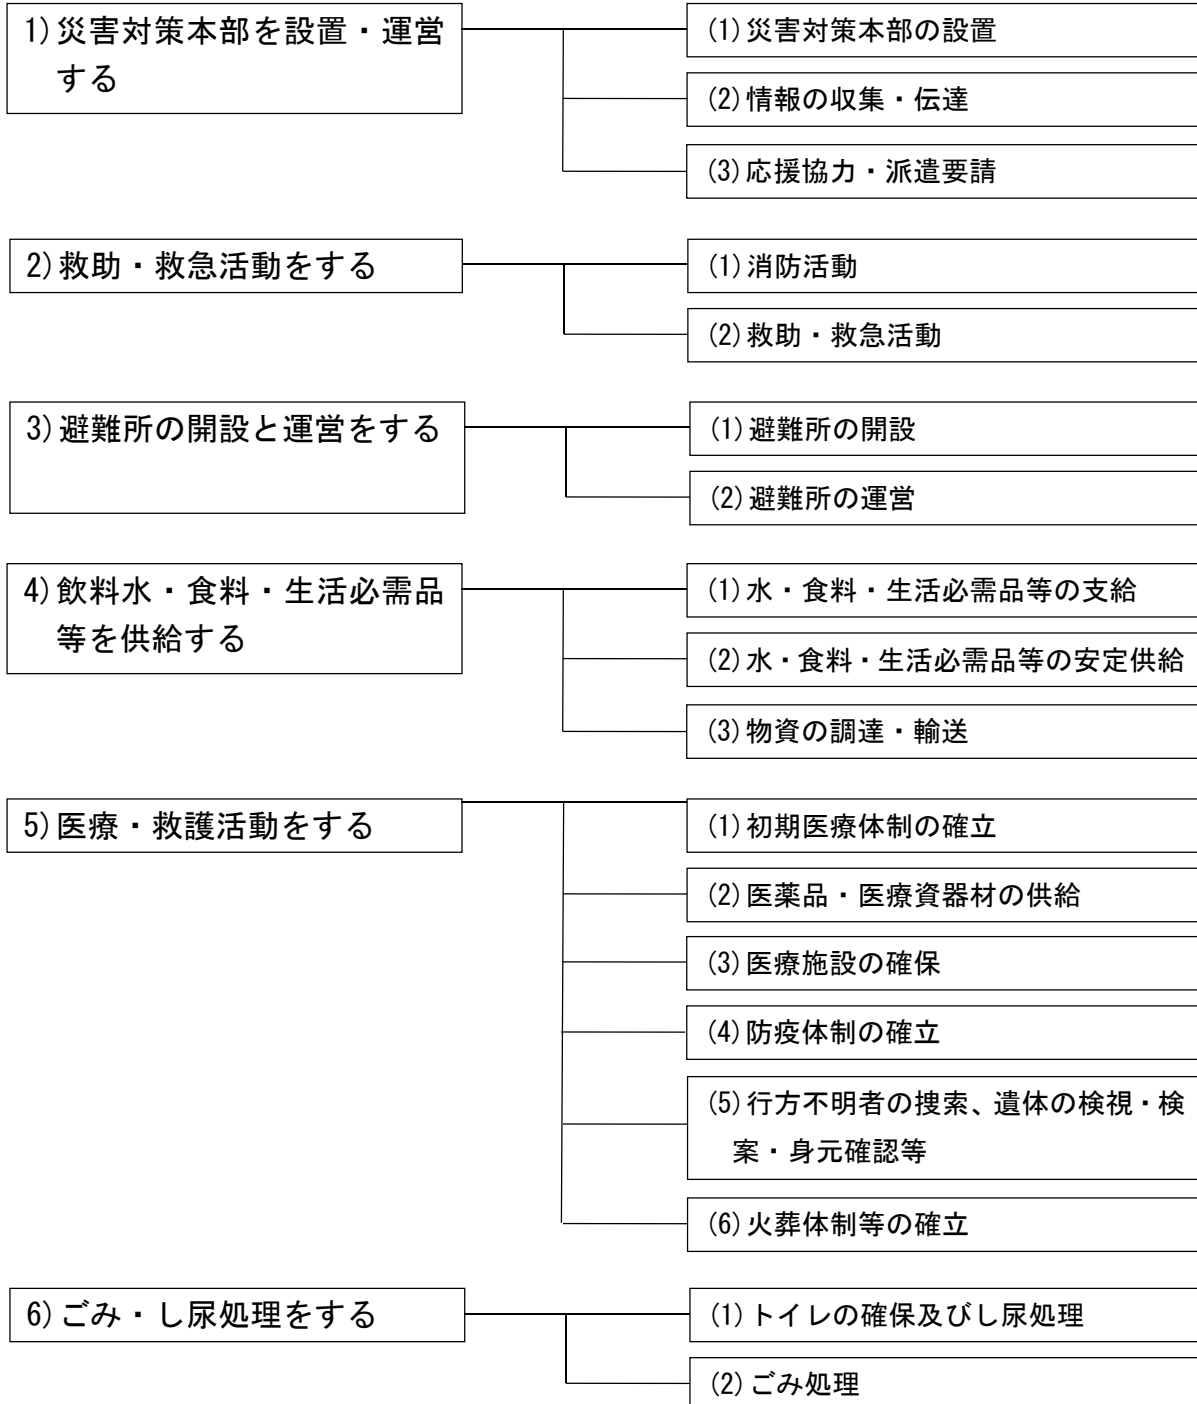 1)災害対策本部を設置・運営
する
(1)災害対策本部の設置
(2)情報の収集・伝達
(3)応援協力・派遣要請
2)救助・救急活動をする
(1)消防活動
(2)救助・救急活動
3)避難所の開設と運営をする
(1)避難所の開設
(2)避難所の運営
4)飲料水・食料・生活必需品
等を供給する
(1)水・食料・生活必需品等の支給
(2)水・食料・生活必需品等の安定供給
(3)物資の調達・輸送
5)医療・救護活動をする
(1)初期医療体制の確立
(2)医薬品・医療資器材の供給
(3)医療施設の確保
(4)防疫体制の確立
(5)行方不明者の捜索、遺体の検視・検
案・身元確認等
(6)火葬体制等の確立
6)ごみ・し尿処理をする
(1)トイレの確保及びし尿処理
(2)ごみ処理